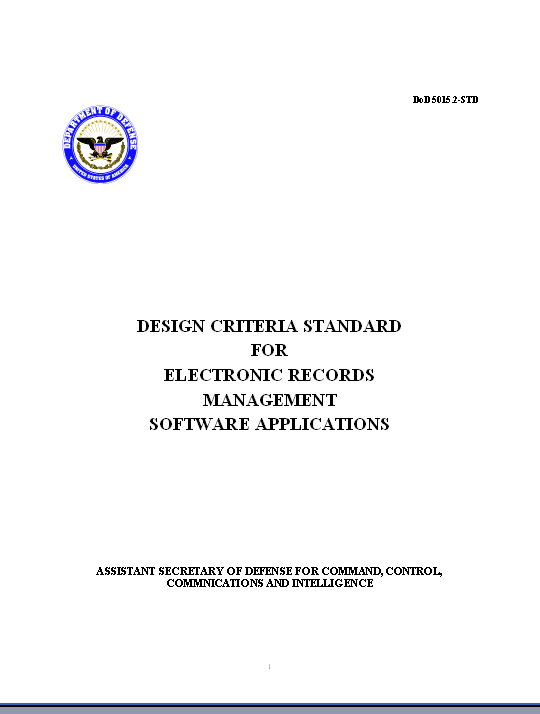 DoD 5015.2-STD
DEPARTMENT OF DEFENSE
UNITED STATES OF AMERICA
DESIGN CRITERIA STANDARD
FOR
ELECTRONIC RECORDS
MANAGEMENT
SOFTWARE APPLICATIONS
ASSISTANT SECRETARY OF DEFENSE FOR COMMAND, CONTROL,
COMMNICATIONS AND INTELLIGENCE